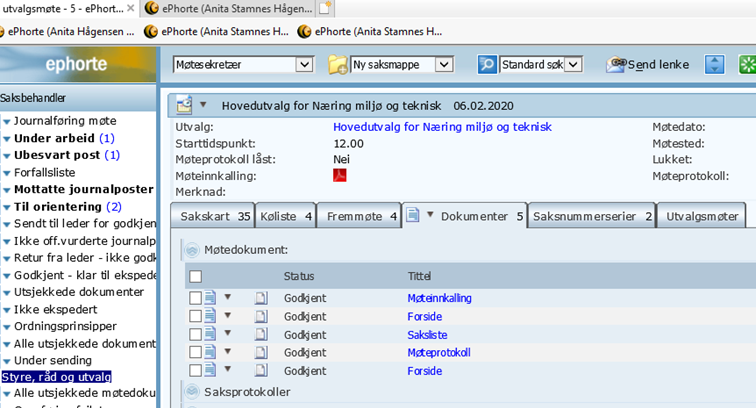 utvalgsmøte - 5 - ePhort... ePhorte (Anita Stamnes Hågen...
ePhorte (Anita Hågensen ePhorte (Anita Stamnes H... ePhorte (Anita Stamnes H...
ephorte Møtesekretær Ny saksmappe Standard søk Send lenke
Saksbehandler
Journalføring møte
Under arbeid (1)
Ubesvart post (1)
Forfallsliste
Mottatte journalposter
Til orientering (2)
Sendt til leder for godkjen
Ikke off.vurderte journalp
Retur fra leder - ikke godk
Godkjent - klar til ekspede
Utsjekkede dokumenter
Ikke ekspedert
Ordningsprinsipper
Alle utsjekkede dokument
Under sending
Styre, råd og utvalg
Alle utsjekkede møtedoku
Hovedutvalg for Næring miljø og teknisk 06.02.2020
Utvalg: Hovedutvalg for Næring miljø og teknisk Møtedato:
Starttidspunkt: 12.00 Møtested:
Møteprotokoll låst: Nei Lukket:
Møteinnkalling: Møteprotokoll:
Merknad:
Sakskart 35 Køliste 4 Fremmøte 4 Dokumenter 5 Saksnummerserier 2 Utvalgsmøter
Møtedokument:
Status Tittel
Godkjent Møteinnkalling
Godkjent Forside
Godkjent Saksliste
Godkjent Møteprotokoll
Godkjent Forside
Saksprotokoller